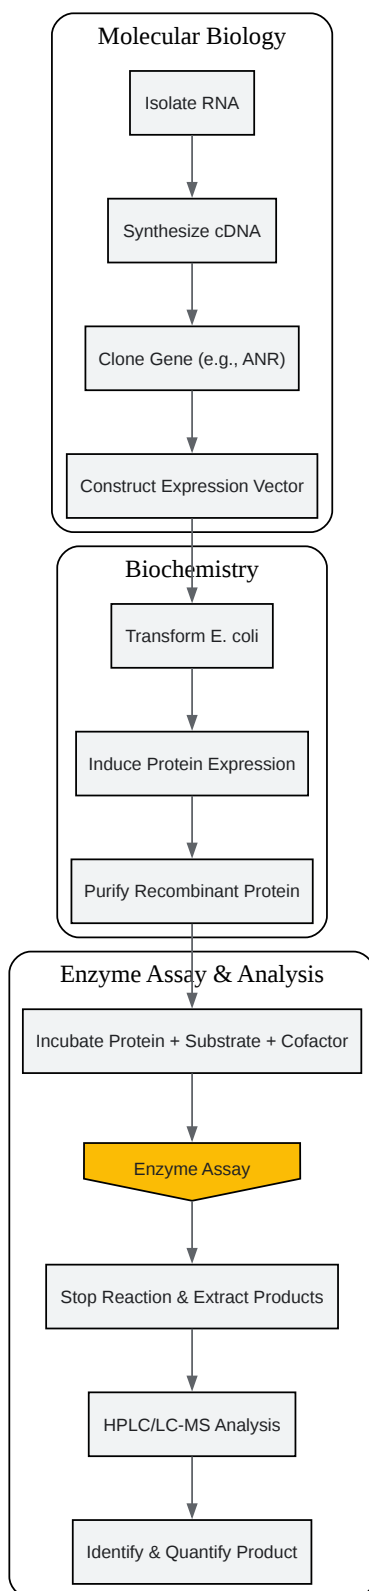 Molecular Biology
Isolate RNA
Synthesize cDNA
Clone Gene (e.g., ANR)
Construct Expression Vector
Biochemistry
Transform E. coli
Induce Protein Expression
Purify Recombinant Protein
Enzyme Assay & Analysis
Incubate Protein + Substrate + Cofactor
Enzyme Assay
Stop Reaction & Extract Products
HPLC/LC-MS Analysis
Identify & Quantify Product